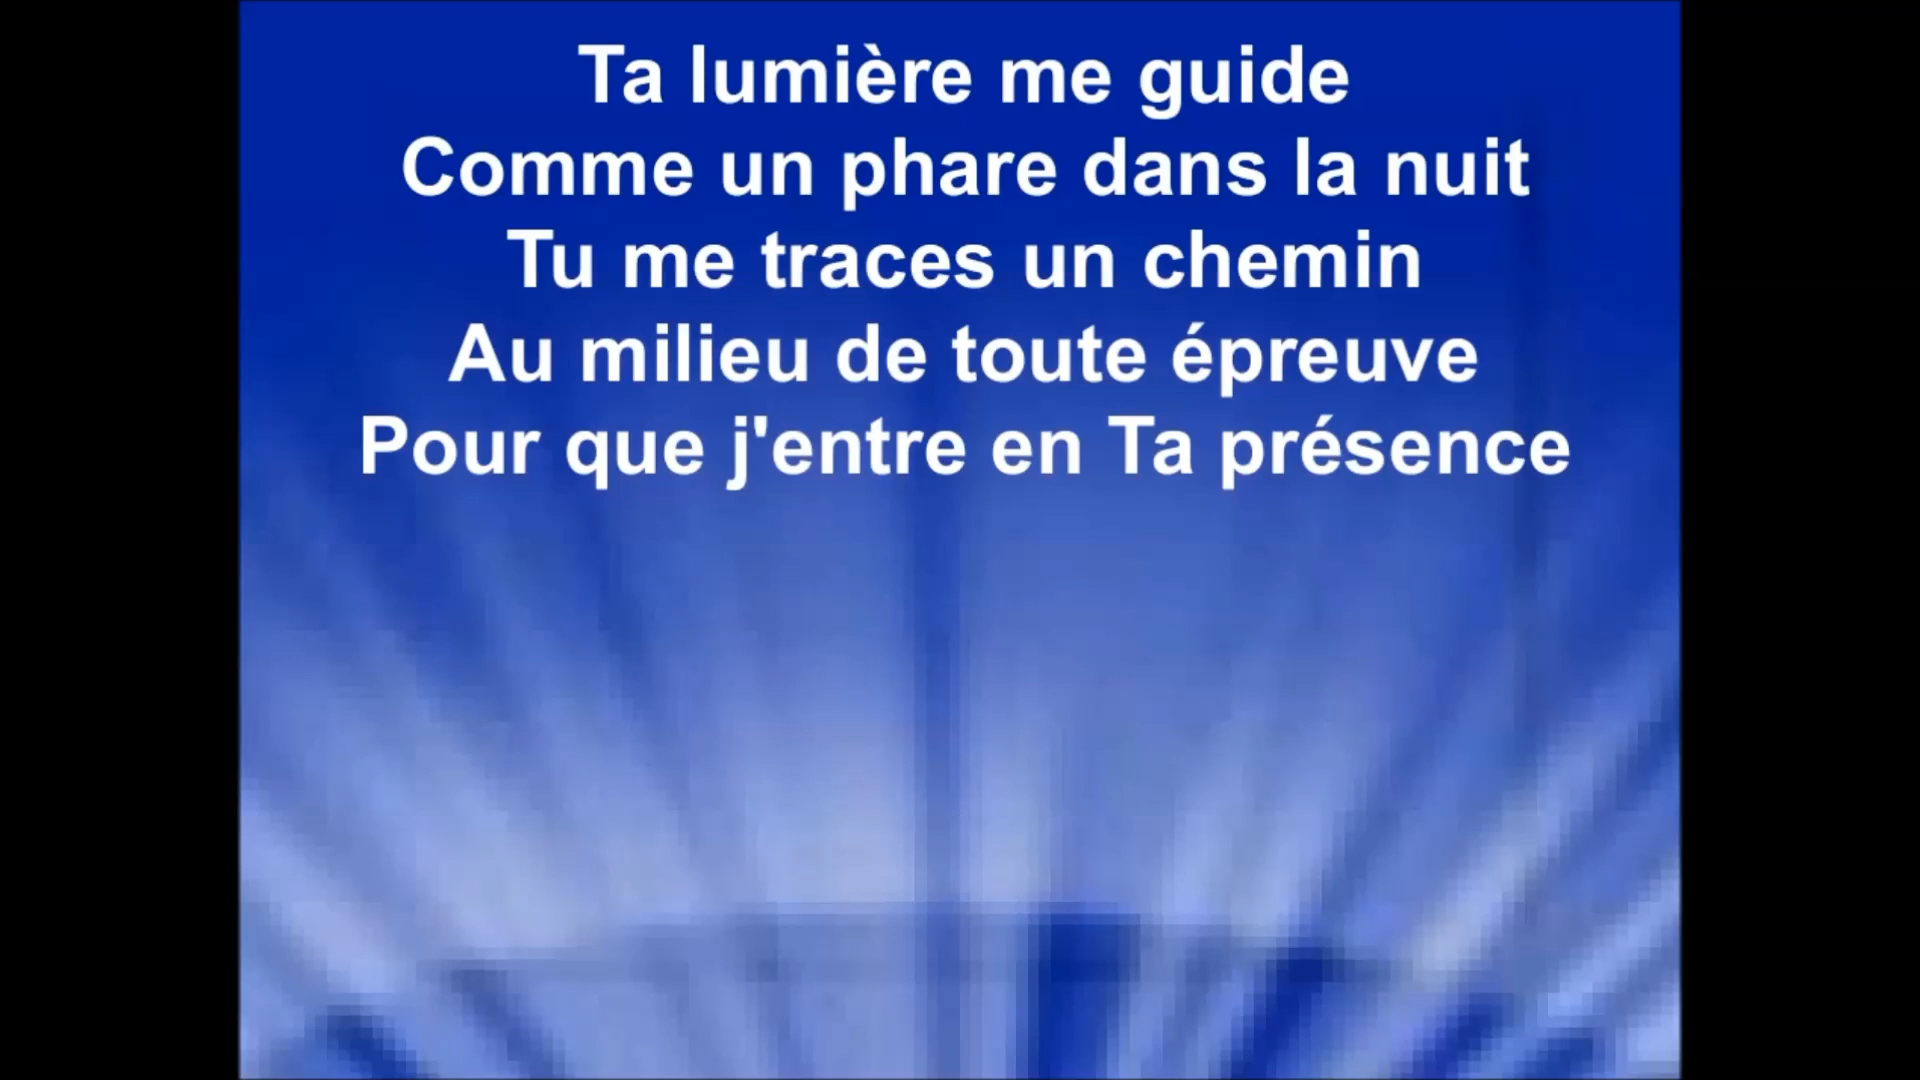 Ta lumière me guide
Comme un phare dans la nuit
Tu me traces un chemin
Au milieu de toute épreuve
Pour que j'entre en Ta présence